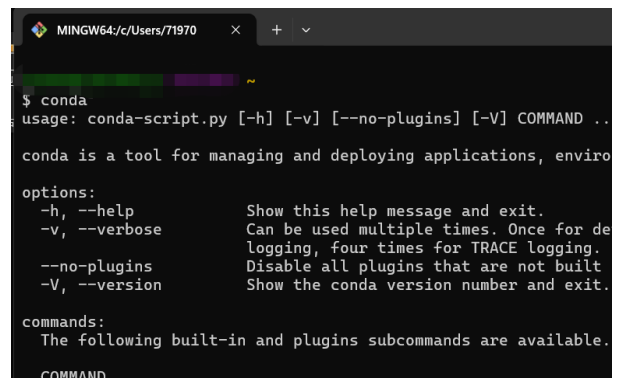 MINGW64:/c/Users/71970
~
$ conda
usage: conda-script.py [-h] [-v] [--no-plugins] [-V] COMMAND ..
conda is a tool for managing and deploying applications, enviro
options:
-h, --help Show this help message and exit.
-v, --verbose Can be used multiple times. Once for de
logging, four times for TRACE logging.
--no-plugins Disable all plugins that are not built
-V, --version Show the conda version number and exit.
commands:
The following built-in and plugins subcommands are available.
COMMAND